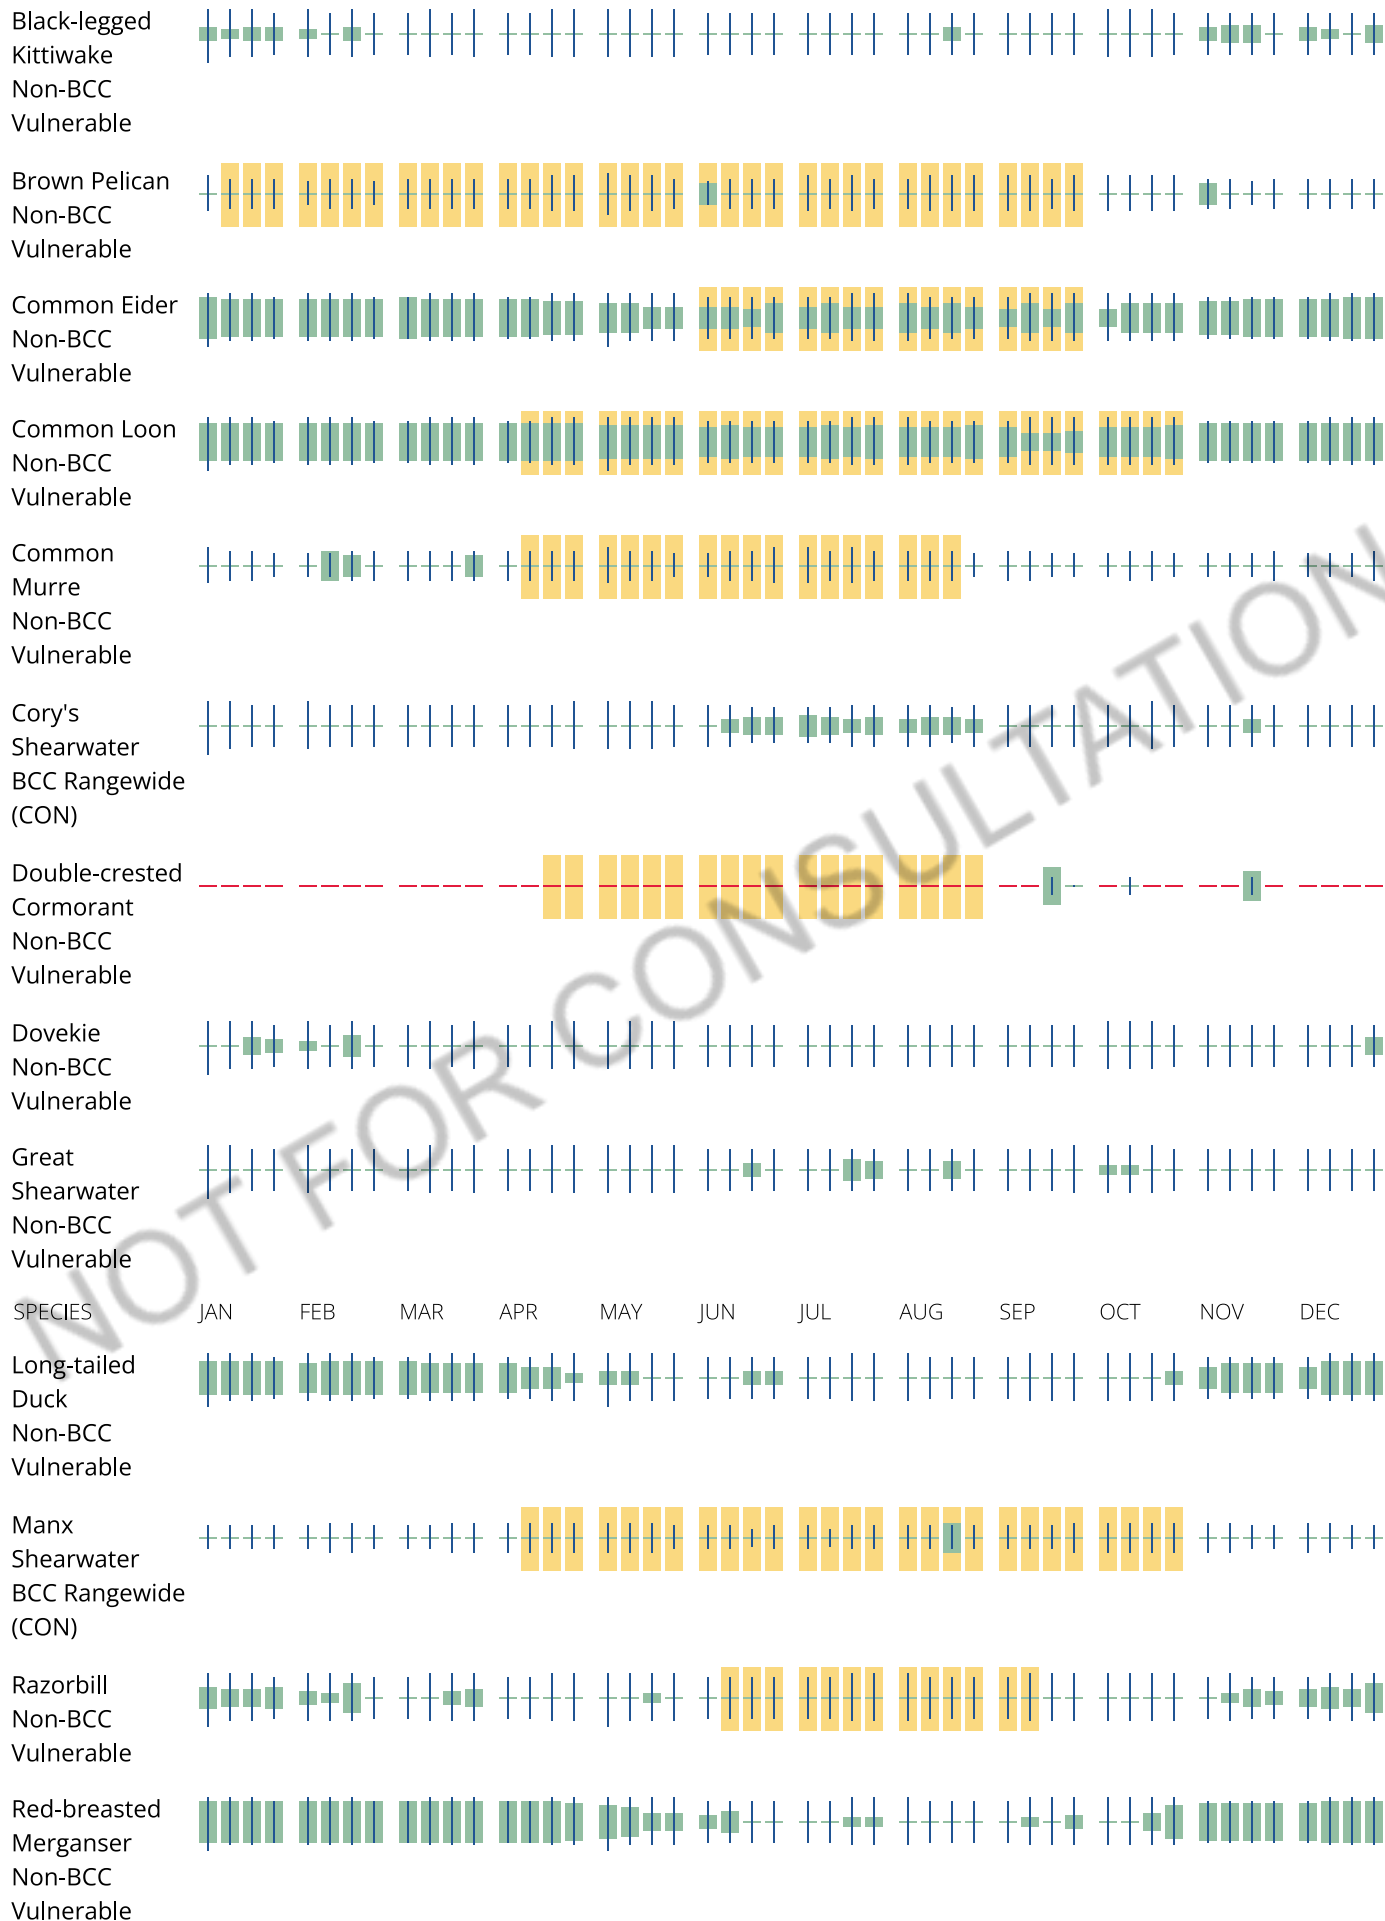 Black-legged
Kittiwake
Non-BCC
Vulnerable
Brown Pelican
Non-BCC
Vulnerable
Common Eider
Non-BCC
Vulnerable
Common Loon
Non-BCC
Vulnerable
Common
Murre
Non-BCC
Vulnerable
Cory's
Shearwater
BCC Rangewide
(CON)
Double-crested
Cormorant
Non-BCC
Vulnerable
Dovekie
Non-BCC
Vulnerable
Great
Shearwater
Non-BCC
Vulnerable
SPECIES JAN FEB MAR APR MAY JUN JUL AUG SEP OCT NOV DEC
Long-tailed
Duck
Non-BCC
Vulnerable
Manx
Shearwater
BCC Rangewide
(CON)
Razorbill
Non-BCC
Vulnerable
Red-breasted
Merganser
Non-BCC
Vulnerable
NOT FOR CONSULTATION